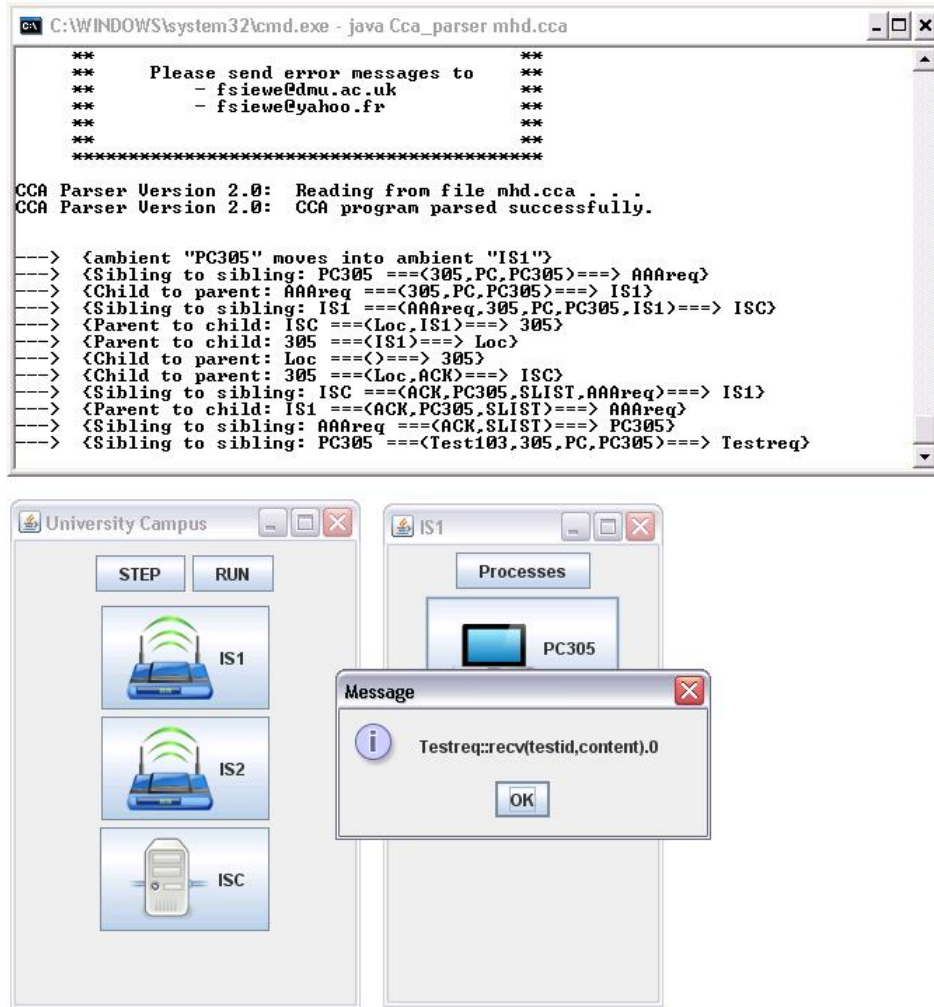 C:\WINDOWS\system32\cmd.exe - java Cca_parser mhd.cca
** **
** Please send error messages to **
** - fsiewe@dmu.ac.uk **
** - fsiewe@yahoo.fr **
** **
** **
******************************************
CCA Parser Version 2.0: Reading from file mhd.cca . . .
CCA Parser Version 2.0: CCA program parsed successfully.
---> {ambient "PC305" moves into ambient "IS1"}
---> {Sibling to sibling: PC305 ===(305,PC,PC305)===> AAAreq}
---> {Child to parent: AAAreq ===(305,PC,PC305)===> IS1}
---> {Sibling to sibling: IS1 ===(AAAreq,305,PC,PC305,IS1)===> ISC}
---> {Parent to child: ISC ===(Loc,IS1)===> 305}
---> {Parent to child: 305 ===(IS1)===> Loc}
---> {Child to parent: Loc ===()===> 305}
---> {Child to parent: 305 ===(Loc,ACK)===> ISC}
---> {Sibling to sibling: ISC ===(ACK,PC305,SLIST,AAAreq)===> IS1}
---> {Parent to child: IS1 ===(ACK,PC305,SLIST)===> AAAreq}
---> {Sibling to sibling: AAAreq ===(ACK,SLIST)===> PC305}
---> {Sibling to sibling: PC305 ===(Test103,305,PC,PC305)===> Testreq}
University Campus
STEP RUN
IS1
IS2
ISC
IS1
Processes
PC305
Message
Testreq::recv(testid,content).0
OK